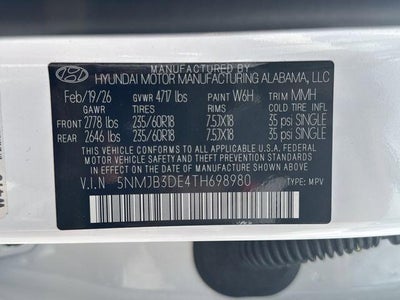 MANUFACTURED BY
HYUNDAI MOTOR MANUFACTURING ALABAMA, LLC
Feb/19/26 GVWR 4717 lbs PAINT W6H TRIM MMH
GAWR TIRES RIMS COLD TIRE INFL
FRONT 2778 lbs 235/60R18 7.5JX18 35 psi SINGLE
REAR 2646 lbs 235/60R18 7.5JX18 35 psi SINGLE
THIS VEHICLE CONFORMS TO ALL APPLICABLE U.S.A FEDERAL
MOTOR VEHICLE SAFETY, BUMPER, AND THEFT PREVENTION
STANDARDS IN EFFECT ON THE DATE OF MANUFACTURE SHOWN ABOVE.
V.I.N 5NMJB3DE4TH698980 TYPE: MPV